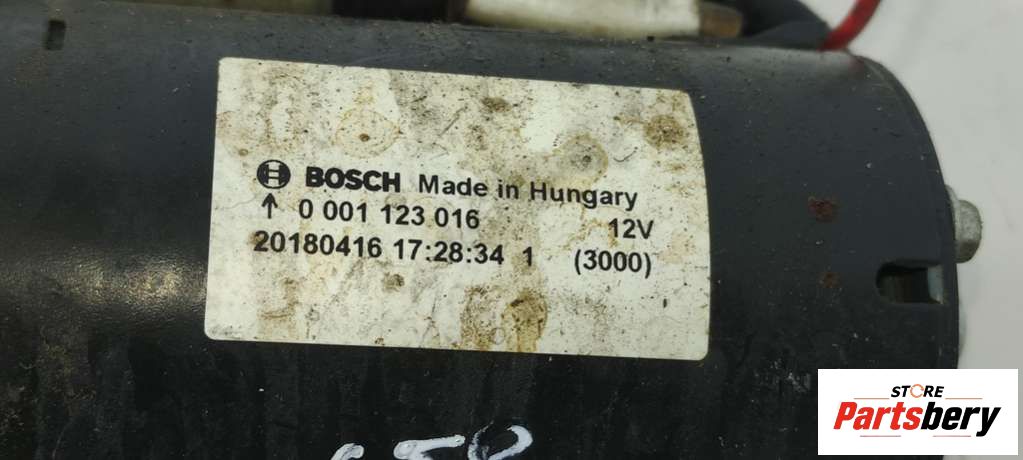 BOSCH Made in Hungary
↑ 0 001 123 016 12V
20180416 17:28:34 1 (3000)
STORE
Partsbery